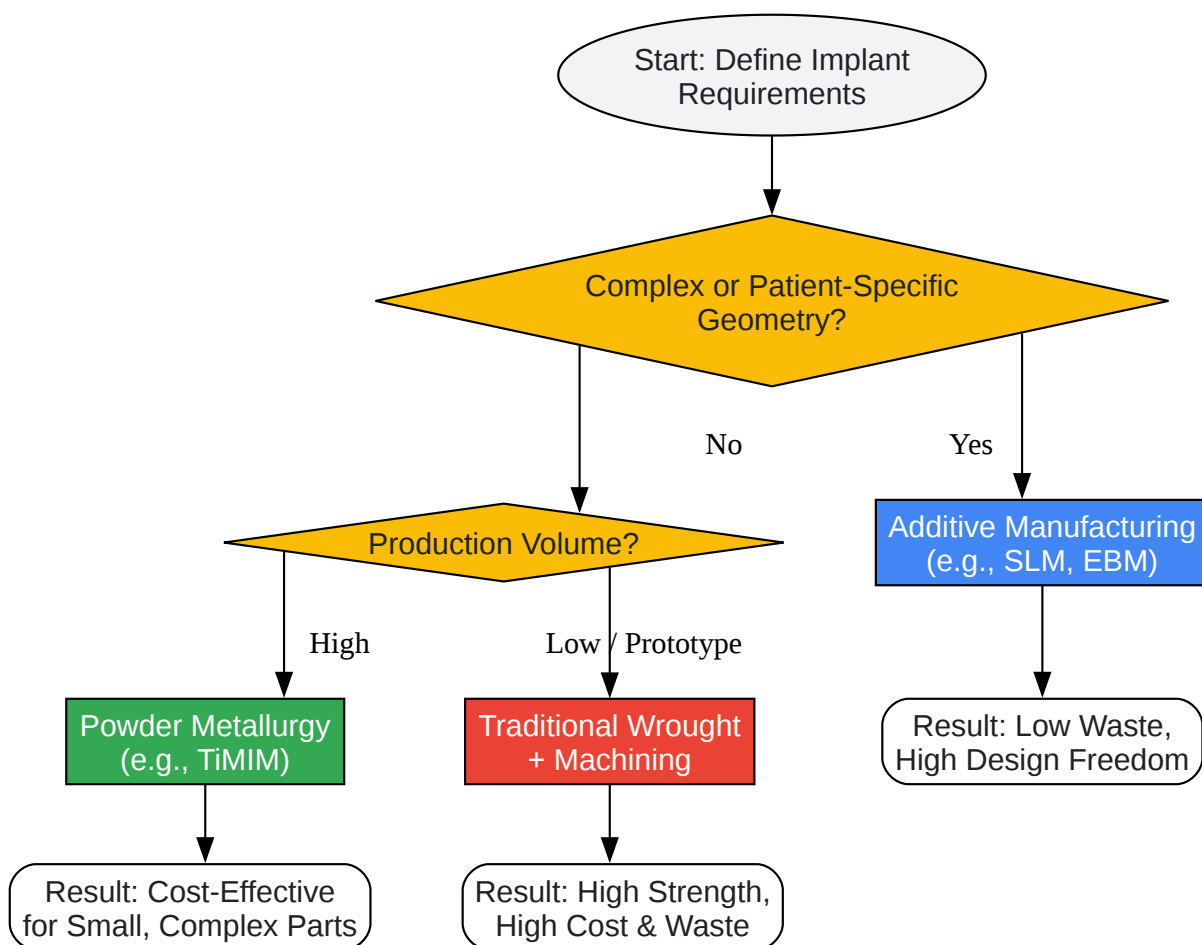 Start: Define Implant
Requirements
Complex or Patient-Specific
Geometry?
No
Yes
Production Volume?
Additive Manufacturing
(e.g., SLM, EBM)
High
Low / Prototype
Powder Metallurgy
(e.g., TiMIM)
Traditional Wrought
+ Machining
Result: Low Waste,
High Design Freedom
Result: Cost-Effective
for Small, Complex Parts
Result: High Strength,
High Cost & Waste